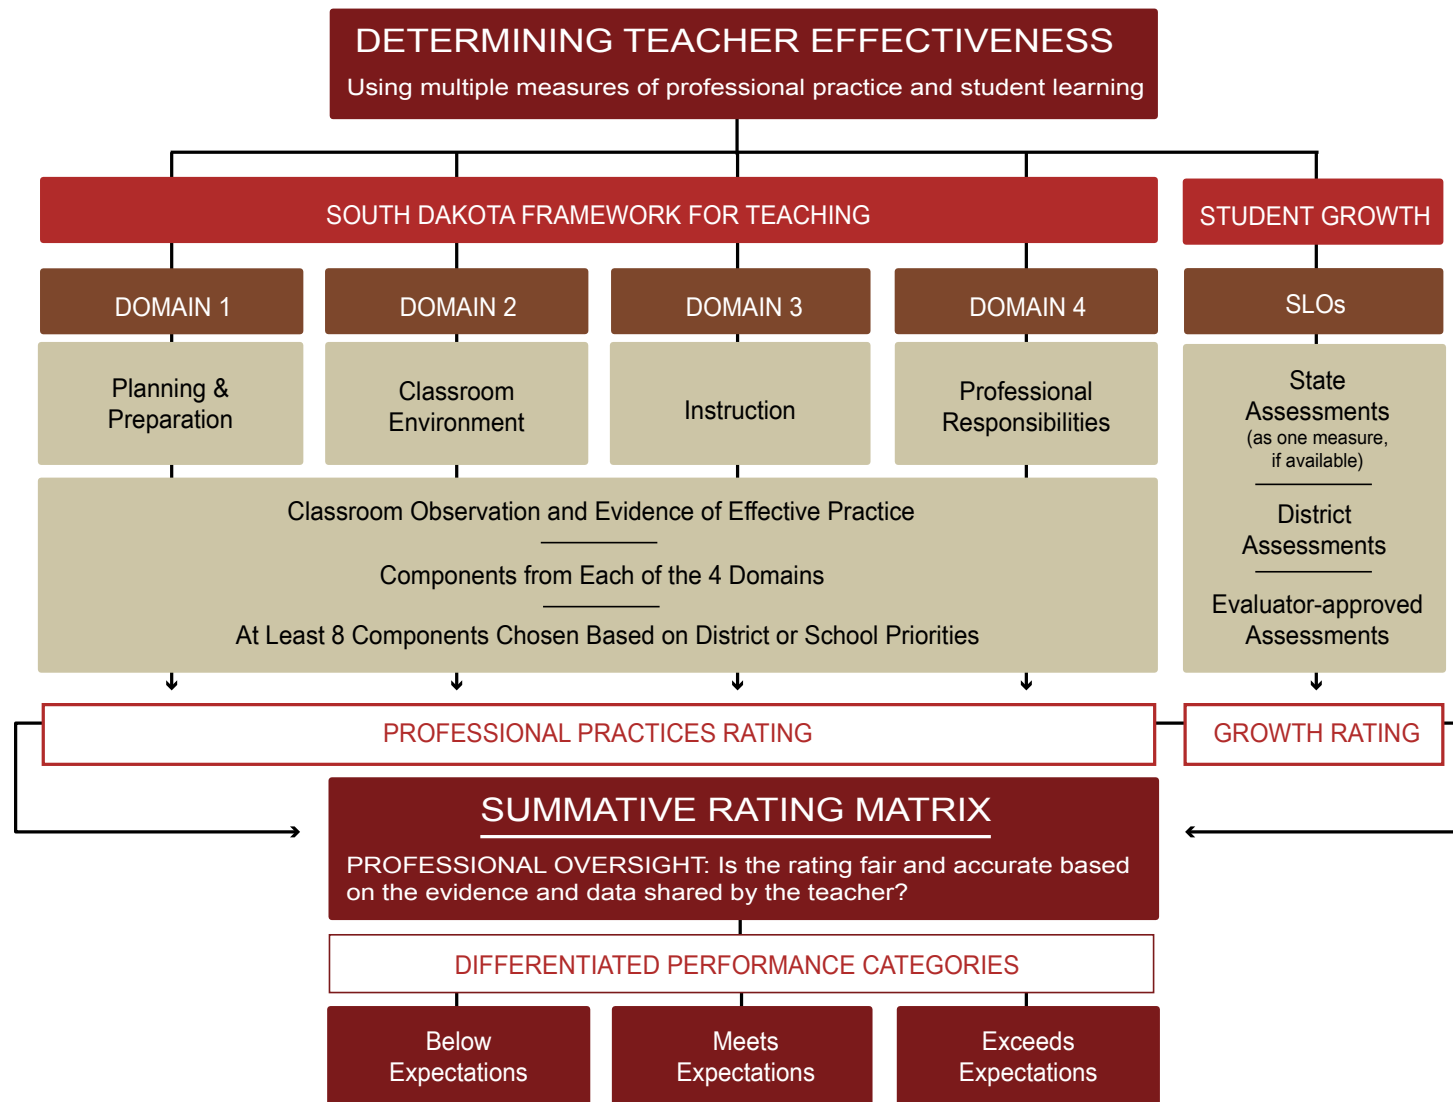 DETERMINING TEACHER EFFECTIVENESS
Using multiple measures of professional practice and student learning
SOUTH DAKOTA FRAMEWORK FOR TEACHING
STUDENT GROWTH
DOMAIN 1
DOMAIN 2
DOMAIN 3
DOMAIN 4
SLOs
Planning &
Preparation
Classroom
Environment
Instruction
Professional
Responsibilities
State
Assessments
(as one measure,
if available)
District
Assessments
Evaluator-approved
Assessments
Classroom Observation and Evidence of Effective Practice
Components from Each of the 4 Domains
At Least 8 Components Chosen Based on District or School Priorities
PROFESSIONAL PRACTICES RATING
GROWTH RATING
SUMMATIVE RATING MATRIX
PROFESSIONAL OVERSIGHT: Is the rating fair and accurate based
on the evidence and data shared by the teacher?
DIFFERENTIATED PERFORMANCE CATEGORIES
Below
Expectations
Meets
Expectations
Exceeds
Expectations